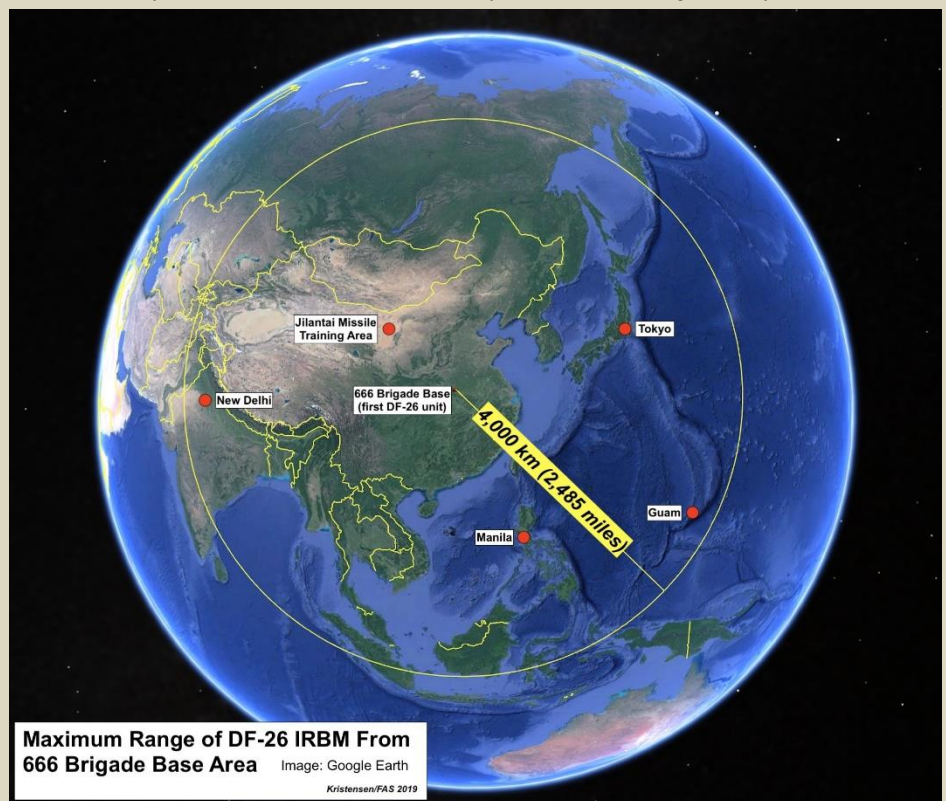 Jilantai Missile
Training Area
Tokyo
666 Brigade Base
(first DF-26 unit)
New Delhi
4,000 km (2,485 miles)
Guam
Manila
Maximum Range of DF-26 IRBM From
666 Brigade Base Area Image: Google Earth
Kristensen/FAS 2019